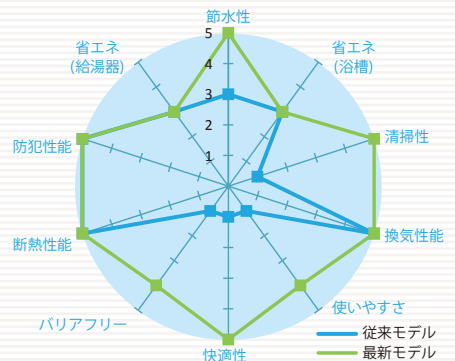 節水性
省エネ
(給湯器)
省エネ
(浴槽)
5
4
3
2
1
防犯性能
清掃性
断熱性能
換気性能
バリアフリー
使いやすさ
快適性
従来モデル
最新モデル